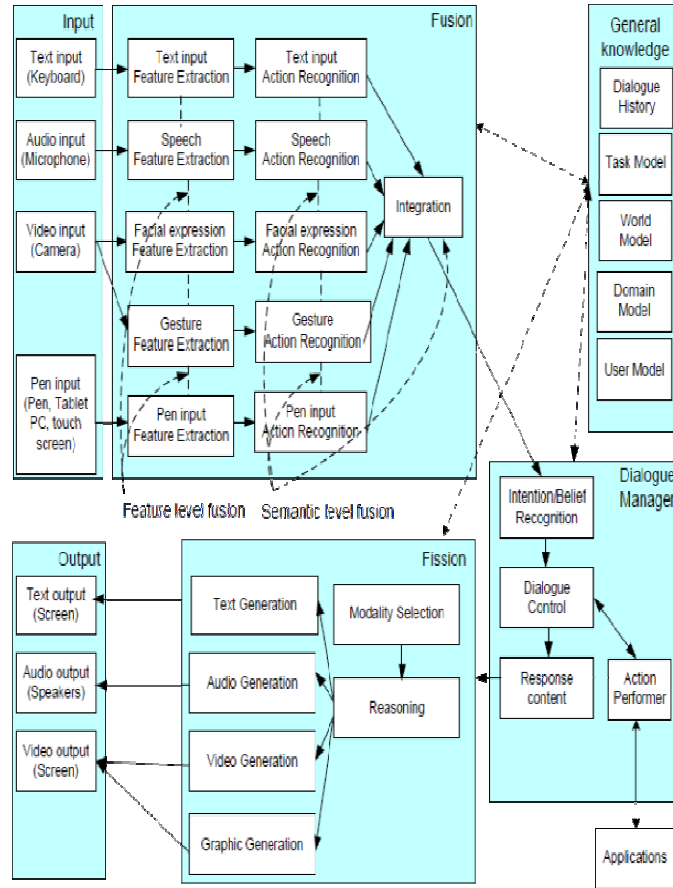 Input
Fusion
General
knowledge
Text input
(Keyboard)
Text input
Feature Extraction
Text input
Action Recognition
Dialogue
History
Audio input
(Microphone)
Speech
Feature Extraction
Speech
Action Recognition
Task Model
Integration
Video input
(Camera)
Facial expression
Feature Extraction
Facial expression
Action Recognition
World
Model
Gesture
Feature Extraction
Gesture
Action Recognition
Domain
Model
User Model
Pen input
(Pen, Tablet
PC, touch
screen)
Pen input
Feature Extraction
Pen input
Action Recognition
Feature level fusion
Semantic level fusion
Dialogue
Manager
Intention/Belief
Recognition
Dialogue
Control
Response
content
Action
Performer
Applications
Output
Fission
Text output
(Screen)
Text Generation
Modality Selection
Audio output
(Speakers)
Audio Generation
Reasoning
Video output
(Screen)
Video Generation
Graphic Generation